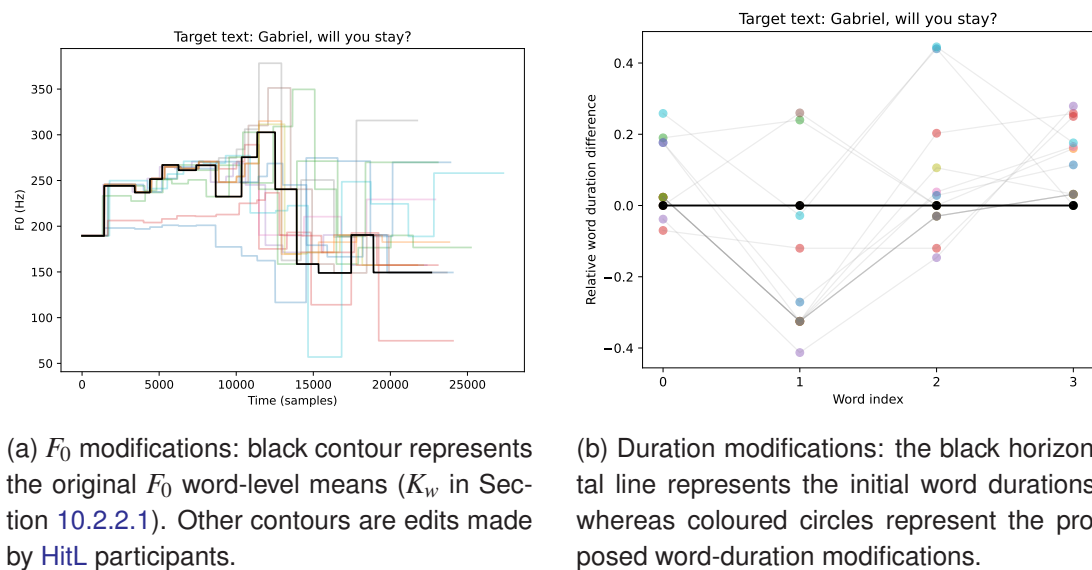 Target text: Gabriel, will you stay?
350
300
250
200
150
100
50
F0 (Hz)
0
5000
10000
15000
20000
25000
Time (samples)
Target text: Gabriel, will you stay?
0.4
0.2
0.0
−0.2
−0.4
Relative word duration difference
0
1
2
3
Word index
(a) F0 modifications: black contour represents
the original F0 word-level means (Kw in Sec-
tion 10.2.2.1). Other contours are edits made
by HitL participants.
(b) Duration modifications: the black horizon-
tal line represents the initial word durations
whereas coloured circles represent the pro-
posed word-duration modifications.